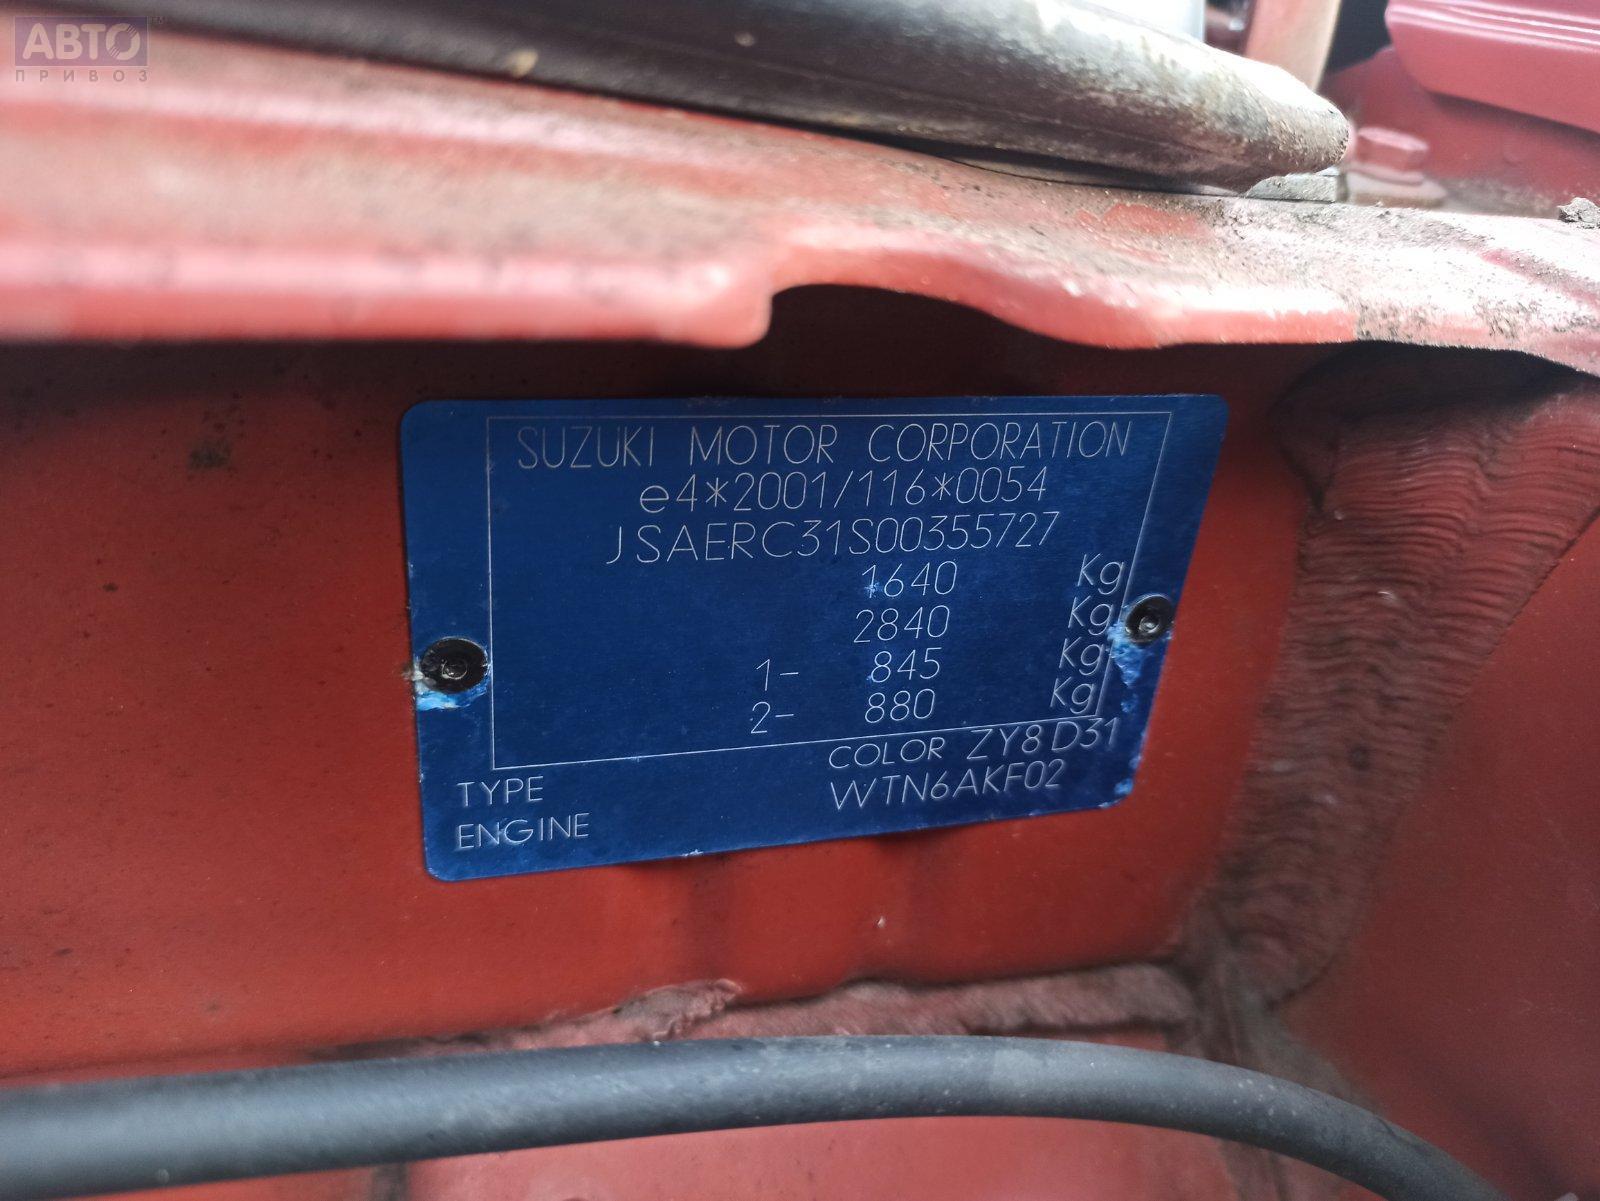 АВТО
ПРИВОЗ
SUZUKI MOTOR CORPORATION
e4*2001/116*0054
JSAERC31S00355727
1640 Kg
2840 Kg
1- 845 Kg
2- 880 Kg
COLOR ZY8 D31
TYPE WTN6AKF02
ENGINE